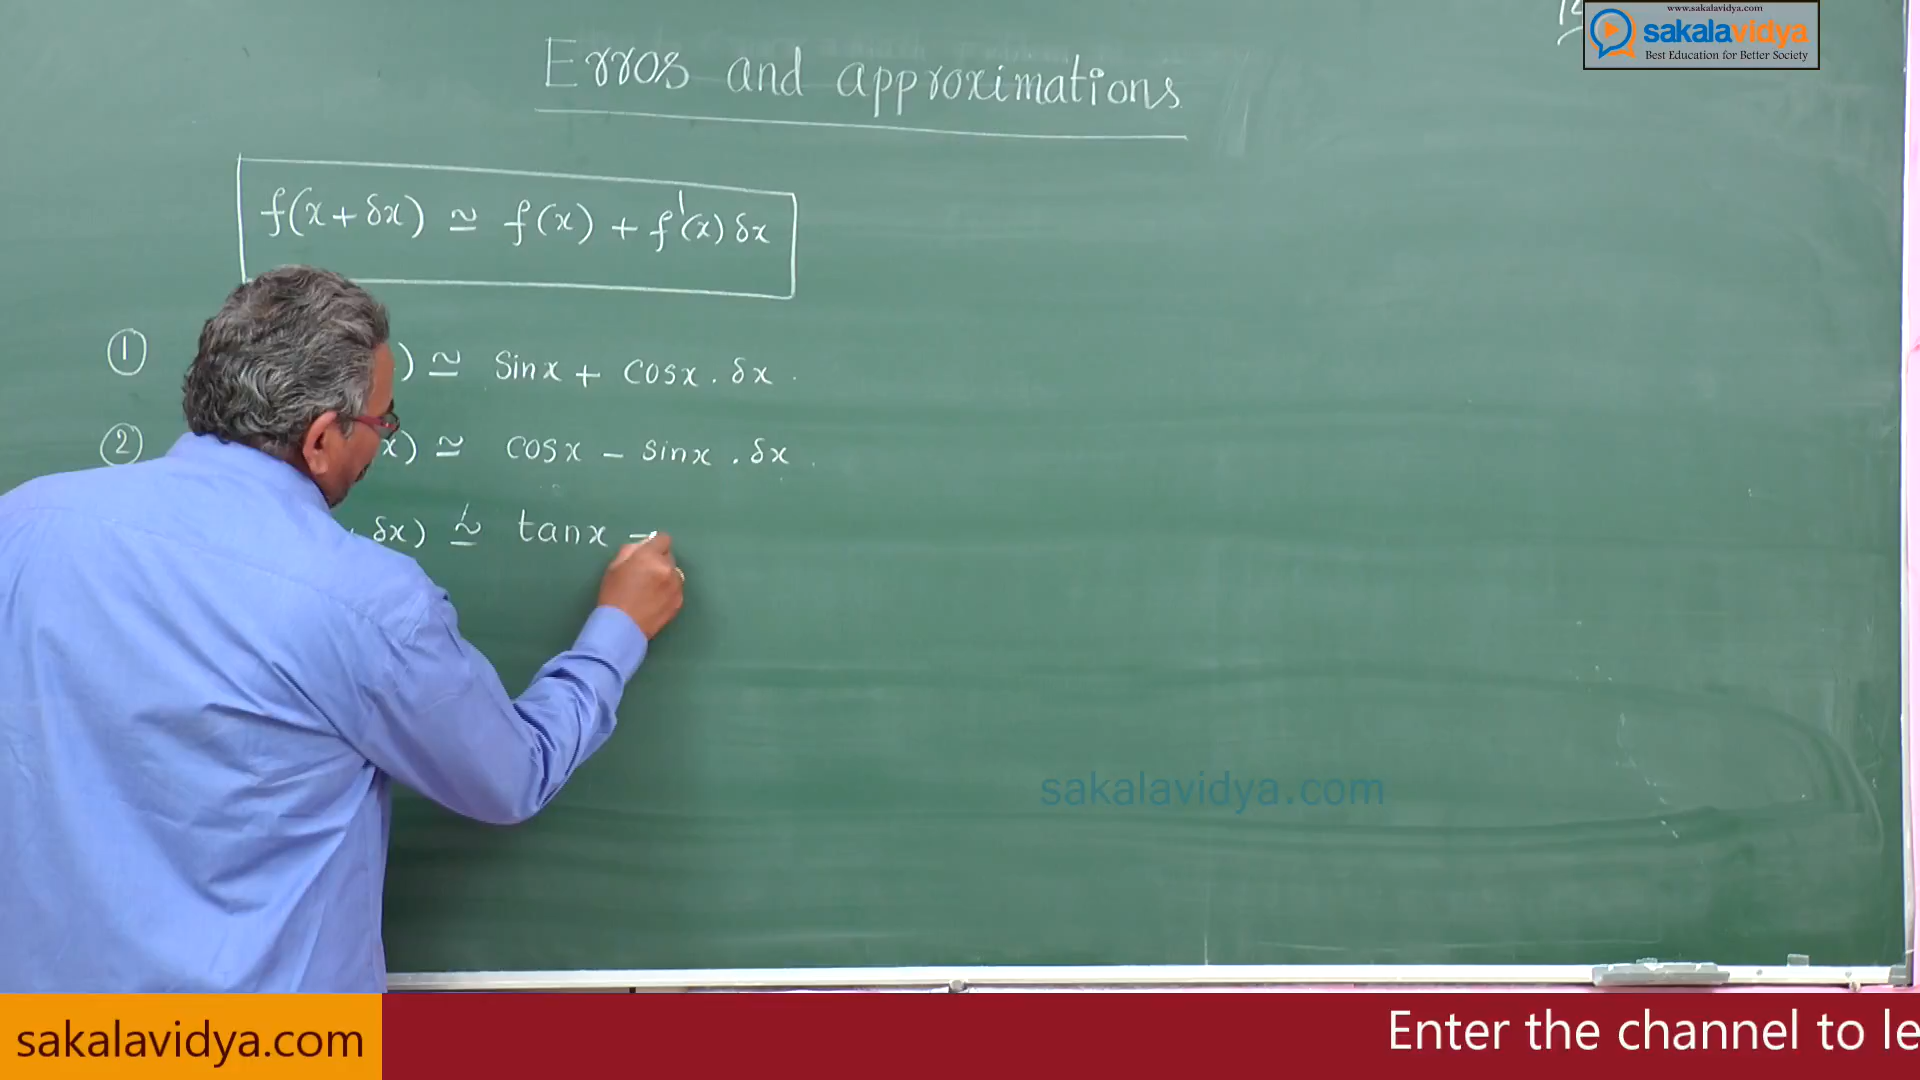 www.sakalavidya.com
sakalavidya
Best Education for Better Society
Erros and approximations
f(x+δx) ≃ f(x) + f'(x) δx
① ) ≃ Sinx + cosx . δx .
② x) ≃ cosx – sinx . δx .
δx) ≃ tanx
sakalavidya.com
sakalavidya.com
Enter the channel to le